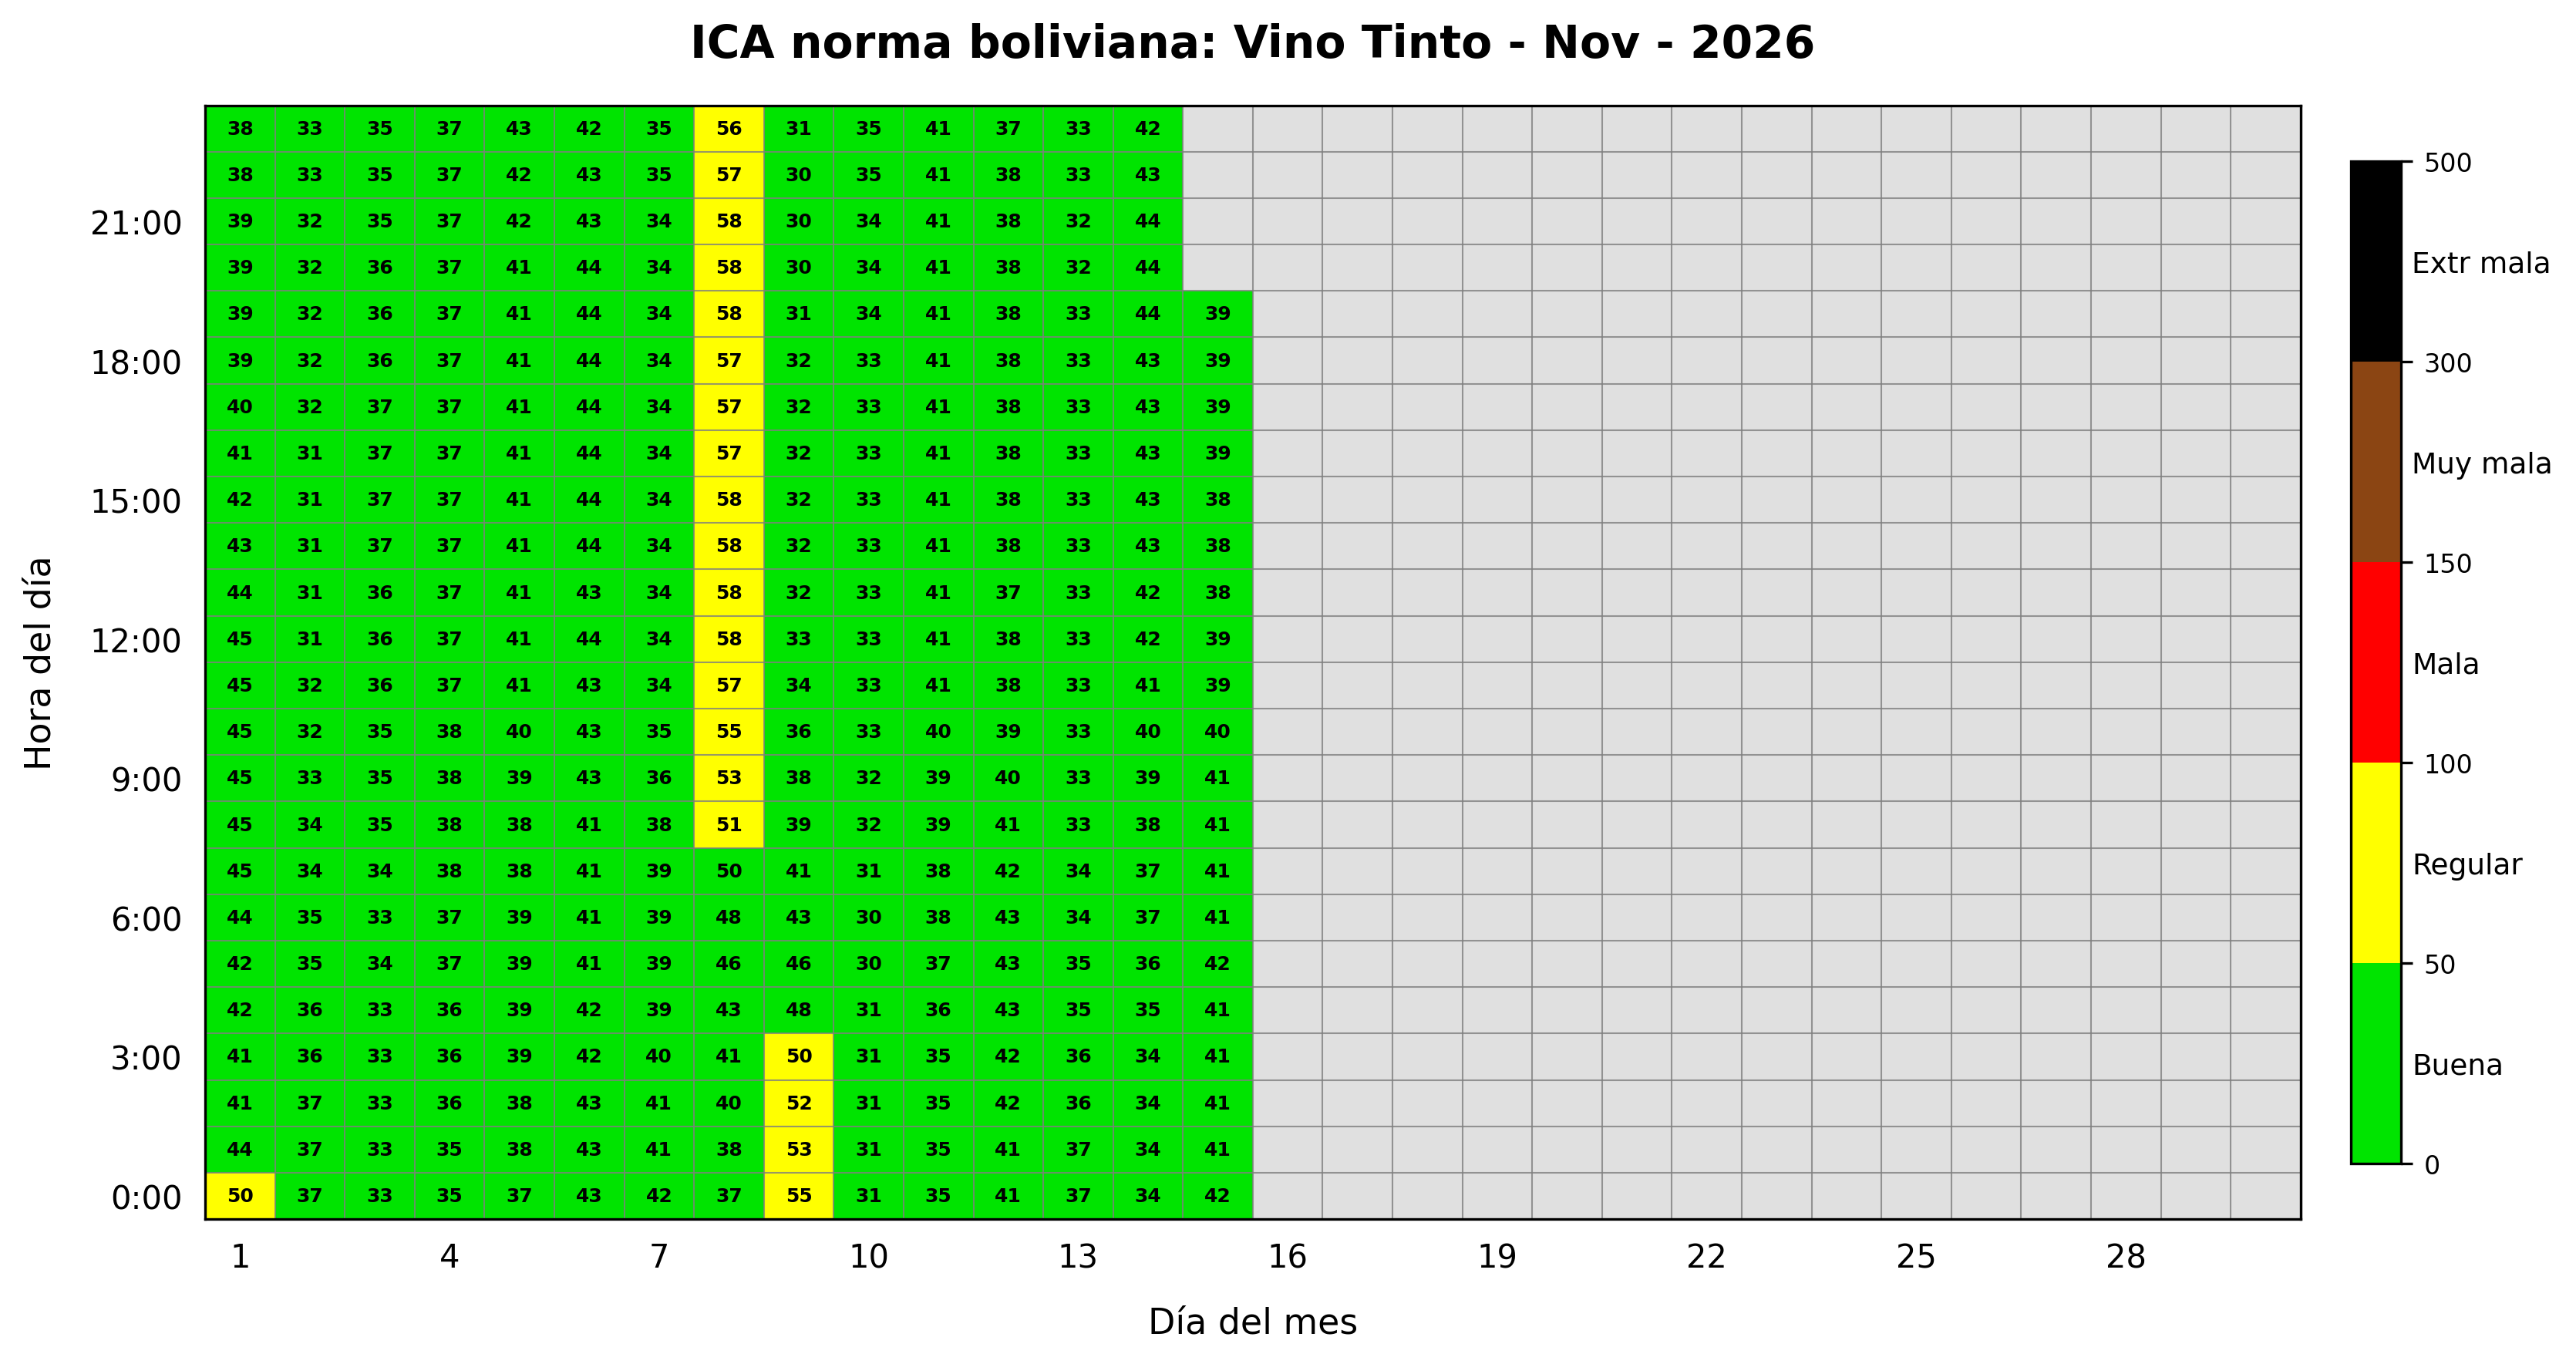 ICA norma boliviana: Vino Tinto - Nov - 2026
38 33 35 37 43 42 35 56 31 35 41 37 33 42
38 33 35 37 42 43 35 57 30 35 41 38 33 43
21:00 39 32 35 37 42 43 34 58 30 34 41 38 32 44
39 32 36 37 41 44 34 58 30 34 41 38 32 44
39 32 36 37 41 44 34 58 31 34 41 38 33 44 39
18:00 39 32 36 37 41 44 34 57 32 33 41 38 33 43 39
40 32 37 37 41 44 34 57 32 33 41 38 33 43 39
41 31 37 37 41 44 34 57 32 33 41 38 33 43 39
15:00 42 31 37 37 41 44 34 58 32 33 41 38 33 43 38
43 31 37 37 41 44 34 58 32 33 41 38 33 43 38
44 31 36 37 41 43 34 58 32 33 41 37 33 42 38
12:00 45 31 36 37 41 44 34 58 33 33 41 38 33 42 39
45 32 36 37 41 43 34 57 34 33 41 38 33 41 39
45 32 35 38 40 43 35 55 36 33 40 39 33 40 40
9:00 45 33 35 38 39 43 36 53 38 32 39 40 33 39 41
45 34 35 38 38 41 38 51 39 32 39 41 33 38 41
45 34 34 38 38 41 39 50 41 31 38 42 34 37 41
6:00 44 35 33 37 39 41 39 48 43 30 38 43 34 37 41
42 35 34 37 39 41 39 46 46 30 37 43 35 36 42
42 36 33 36 39 42 39 43 48 31 36 43 35 35 41
3:00 41 36 33 36 39 42 40 41 50 31 35 42 36 34 41
41 37 33 36 38 43 41 40 52 31 35 42 36 34 41
44 37 33 35 38 43 41 38 53 31 35 41 37 34 41
0:00 50 37 33 35 37 43 42 37 55 31 35 41 37 34 42
1 4 7 10 13 16 19 22 25 28
Día del mes
Hora del día
500
Extr mala
300
Muy mala
150
Mala
100
Regular
50
Buena
0